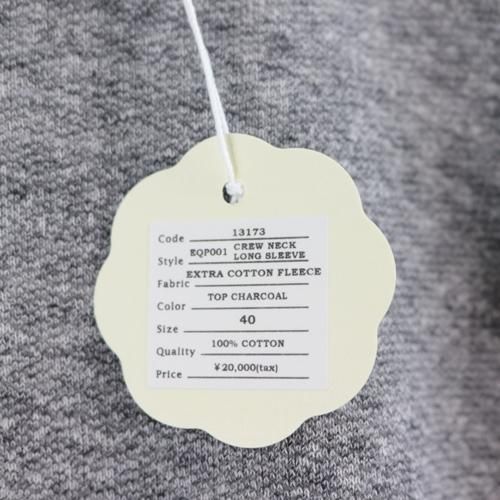 Code 13173
Style EQP001 CREW NECK
LONG SLEEVE
Fabric EXTRA COTTON FLEECE
Color TOP CHARCOAL
Size 40
Quality 100% COTTON
Price ¥20,000(tax)